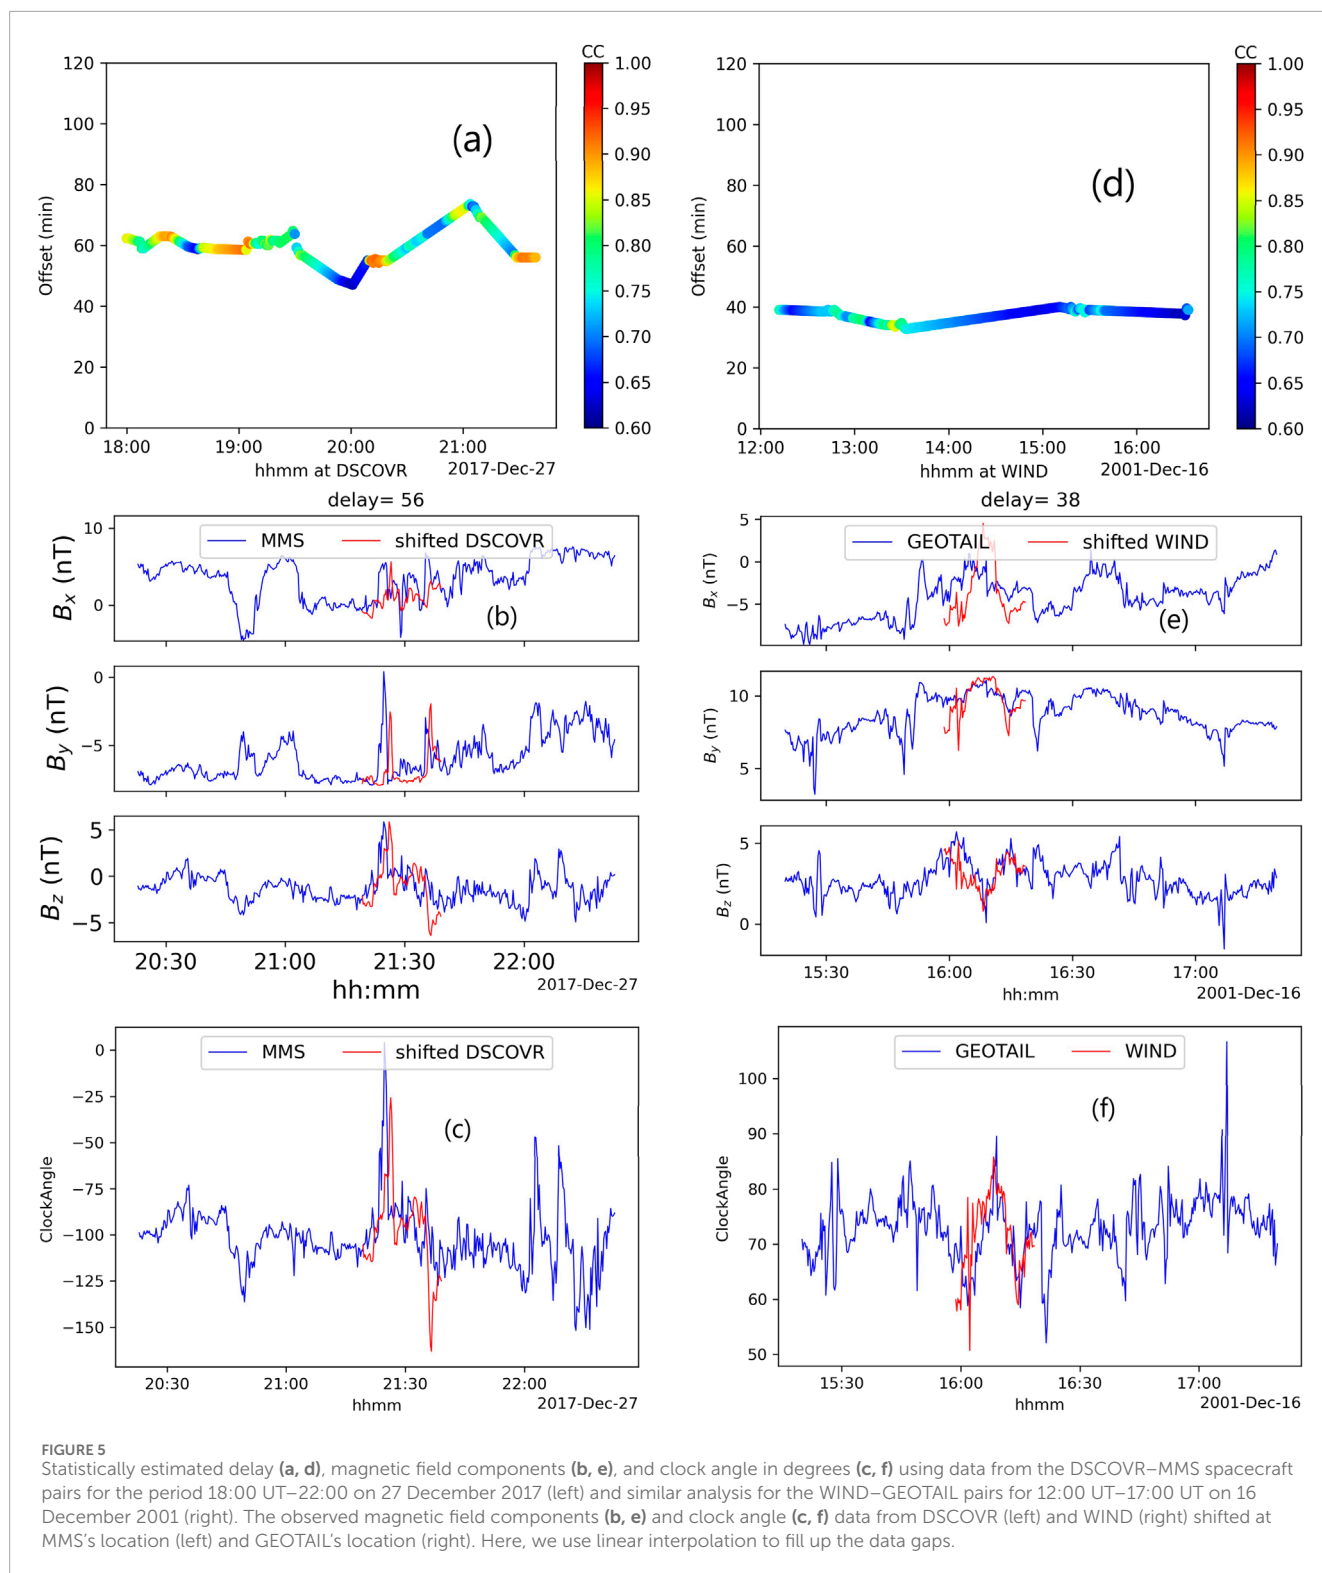 CC
120
100
80
60
40
20
0
Offset (min)
(a)
1.00
0.95
0.90
0.85
0.80
0.75
0.70
0.65
0.60
18:00 19:00 20:00 21:00
hhmm at DSCOVR 2017-Dec-27
CC
120
100
80
60
40
20
0
Offset (min)
(d)
1.00
0.95
0.90
0.85
0.80
0.75
0.70
0.65
0.60
12:00 13:00 14:00 15:00 16:00
hhmm at WIND 2001-Dec-16
delay= 56
MMS shifted DSCOVR
10
0
Bx (nT)
(b)
0
−5
By (nT)
5
0
−5
Bz (nT)
20:30 21:00 21:30 22:00
hh:mm 2017-Dec-27
delay= 38
GEOTAIL shifted WIND
5
0
−5
Bx (nT)
(e)
10
5
By (nT)
5
0
Bz (nT)
15:30 16:00 16:30 17:00
hh:mm 2001-Dec-16
MMS shifted DSCOVR
0
−25
−50
−75
−100
−125
−150
ClockAngle
(c)
20:30 21:00 21:30 22:00
hhmm 2017-Dec-27
GEOTAIL WIND
100
90
80
70
60
50
ClockAngle
(f)
15:30 16:00 16:30 17:00
hhmm 2001-Dec-16
FIGURE 5
Statistically estimated delay (a, d), magnetic field components (b, e), and clock angle in degrees (c, f) using data from the DSCOVR–MMS spacecraft
pairs for the period 18:00 UT–22:00 on 27 December 2017 (left) and similar analysis for the WIND–GEOTAIL pairs for 12:00 UT–17:00 UT on 16
December 2001 (right). The observed magnetic field components (b, e) and clock angle (c, f) data from DSCOVR (left) and WIND (right) shifted at
MMS's location (left) and GEOTAIL's location (right). Here, we use linear interpolation to fill up the data gaps.